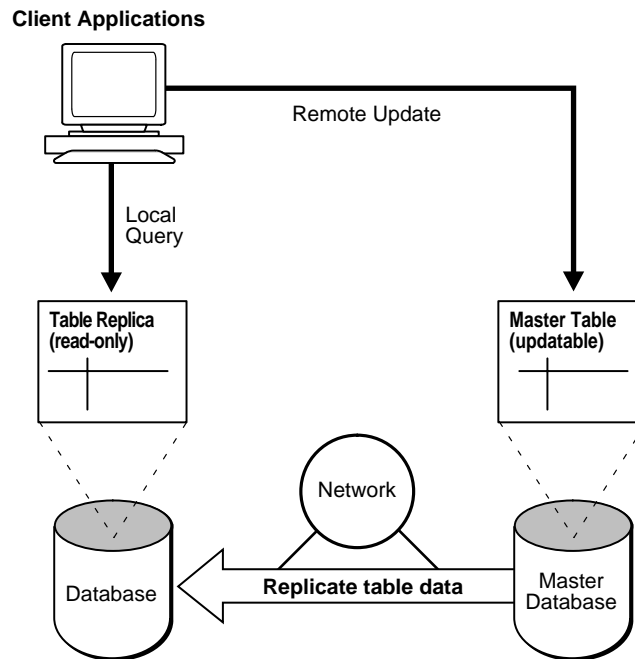 Client Applications
Remote Update
Local
Query
Table Replica
(read-only)
Master Table
(updatable)
Network
Database
Replicate table data
Master
Database